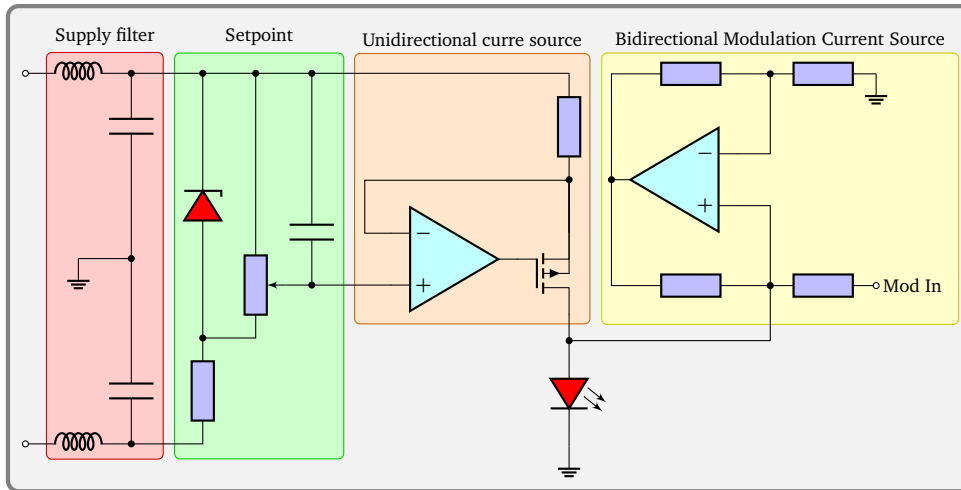 Supply filter
Setpoint
Unidirectional curre source
Bidirectional Modulation Current Source
−
+
−
+
Mod In